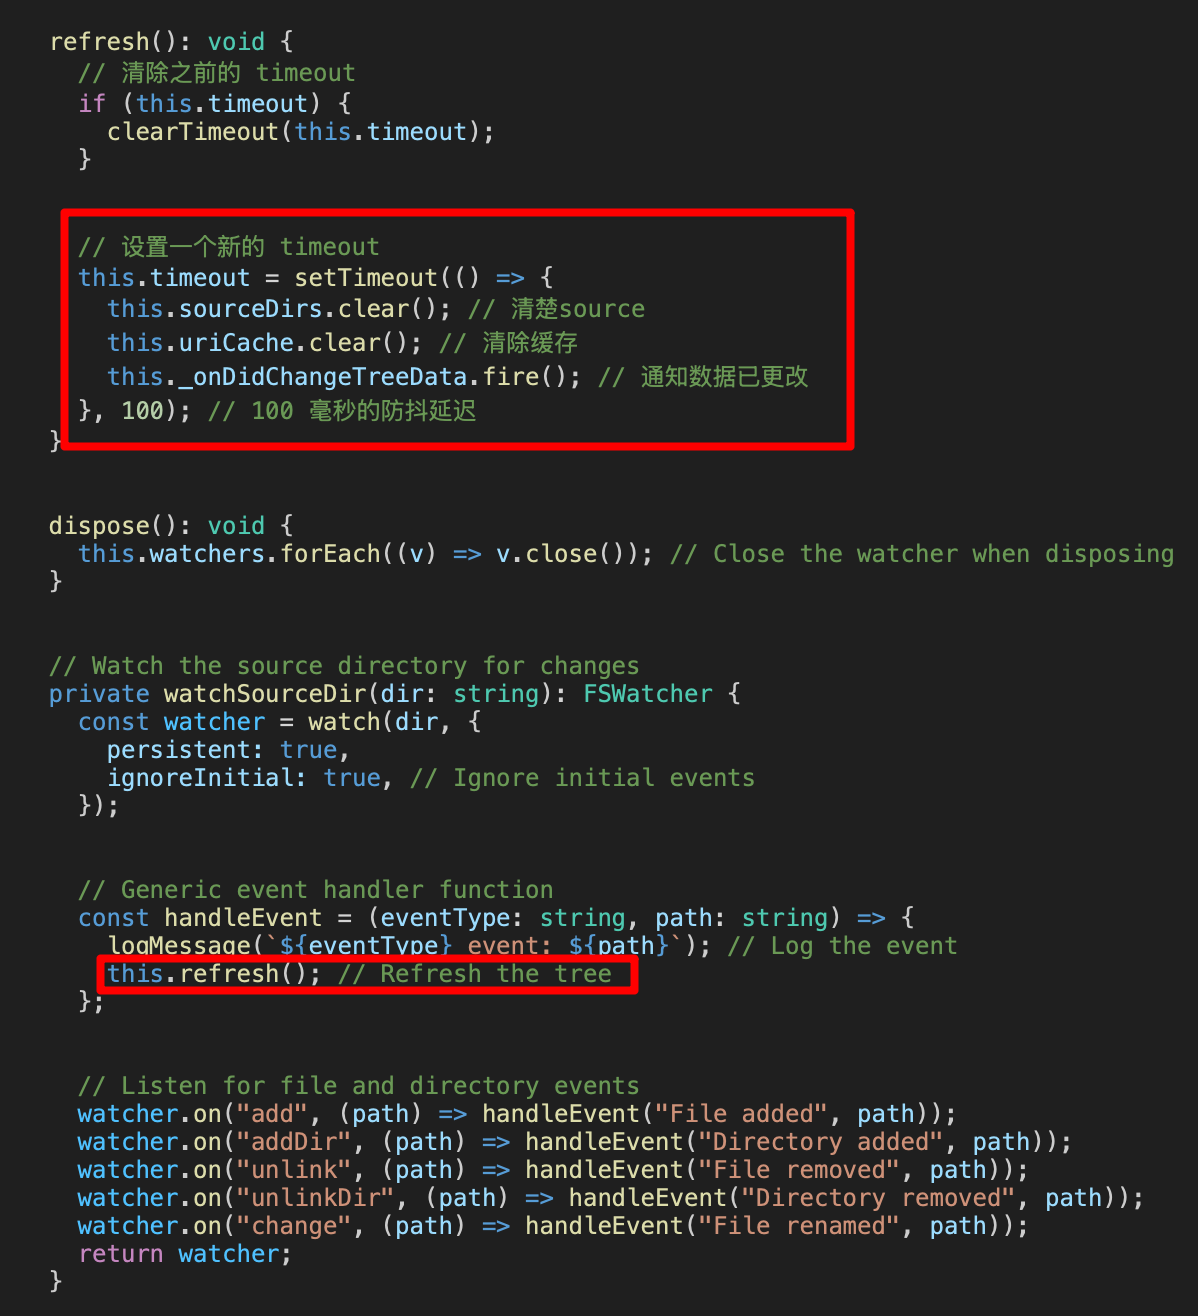 refresh(): void {
// 清除之前的 timeout
if (this.timeout) {
clearTimeout(this.timeout);
}
// 设置一个新的 timeout
this.timeout = setTimeout(() => {
this.sourceDirs.clear(); // 清楚source
this.uriCache.clear(); // 清除缓存
this._onDidChangeTreeData.fire(); // 通知数据已更改
}, 100); // 100 毫秒的防抖延迟
}
dispose(): void {
this.watchers.forEach((v) => v.close()); // Close the watcher when disposing
}
// Watch the source directory for changes
private watchSourceDir(dir: string): FSWatcher {
const watcher = watch(dir, {
persistent: true,
ignoreInitial: true, // Ignore initial events
});
// Generic event handler function
const handleEvent = (eventType: string, path: string) => {
logMessage(`${eventType} event: ${path}`); // Log the event
this.refresh(); // Refresh the tree
};
// Listen for file and directory events
watcher.on("add", (path) => handleEvent("File added", path));
watcher.on("addDir", (path) => handleEvent("Directory added", path));
watcher.on("unlink", (path) => handleEvent("File removed", path));
watcher.on("unlinkDir", (path) => handleEvent("Directory removed", path));
watcher.on("change", (path) => handleEvent("File renamed", path));
return watcher;
}